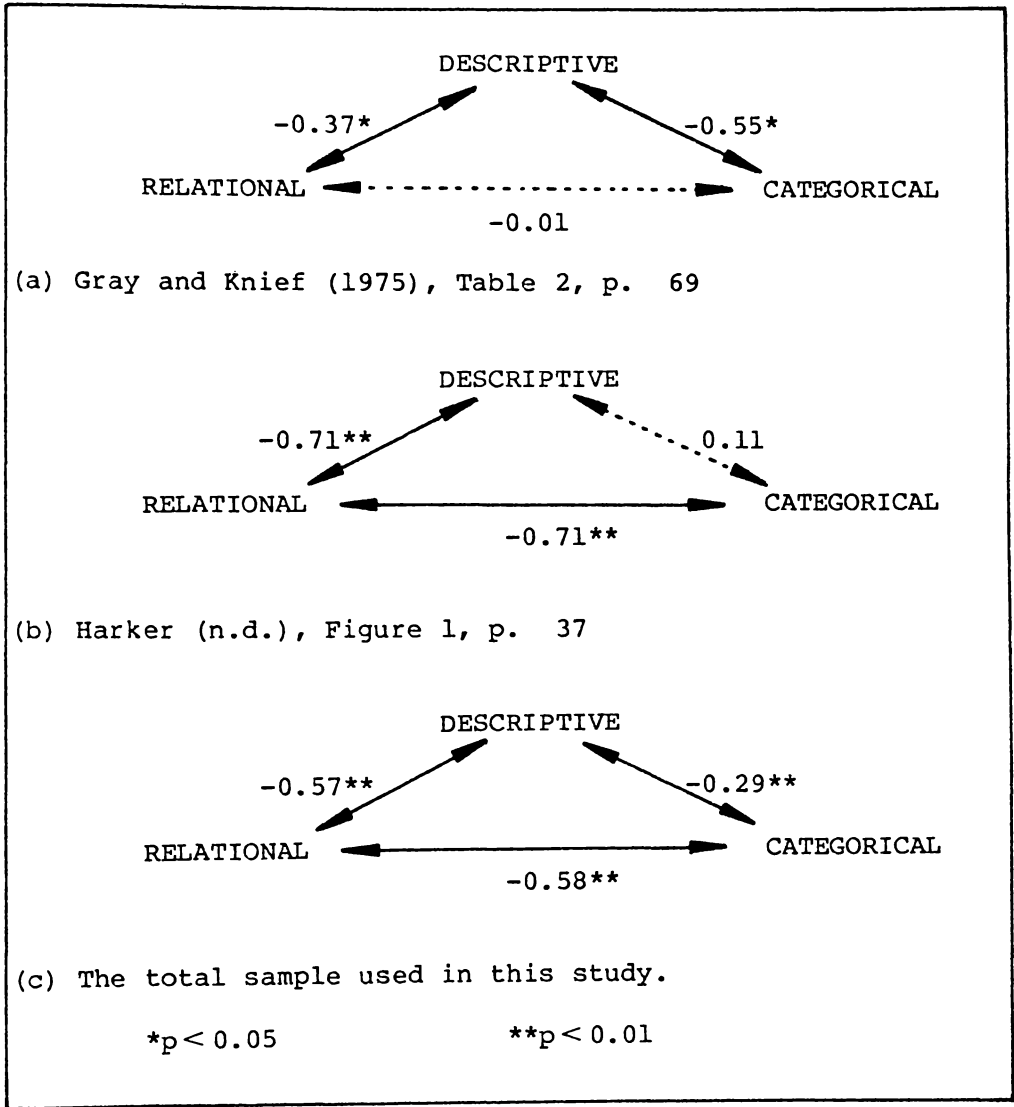 DESCRIPTIVE
-0.37* -0.55*
RELATIONAL CATEGORICAL
-0.01
(a) Gray and Knief (1975), Table 2, p. 69
DESCRIPTIVE
-0.71** 0.11
RELATIONAL CATEGORICAL
-0.71**
(b) Harker (n.d.), Figure 1, p. 37
DESCRIPTIVE
-0.57** -0.29**
RELATIONAL CATEGORICAL
-0.58**
(c) The total sample used in this study.
*p < 0.05 **p < 0.01